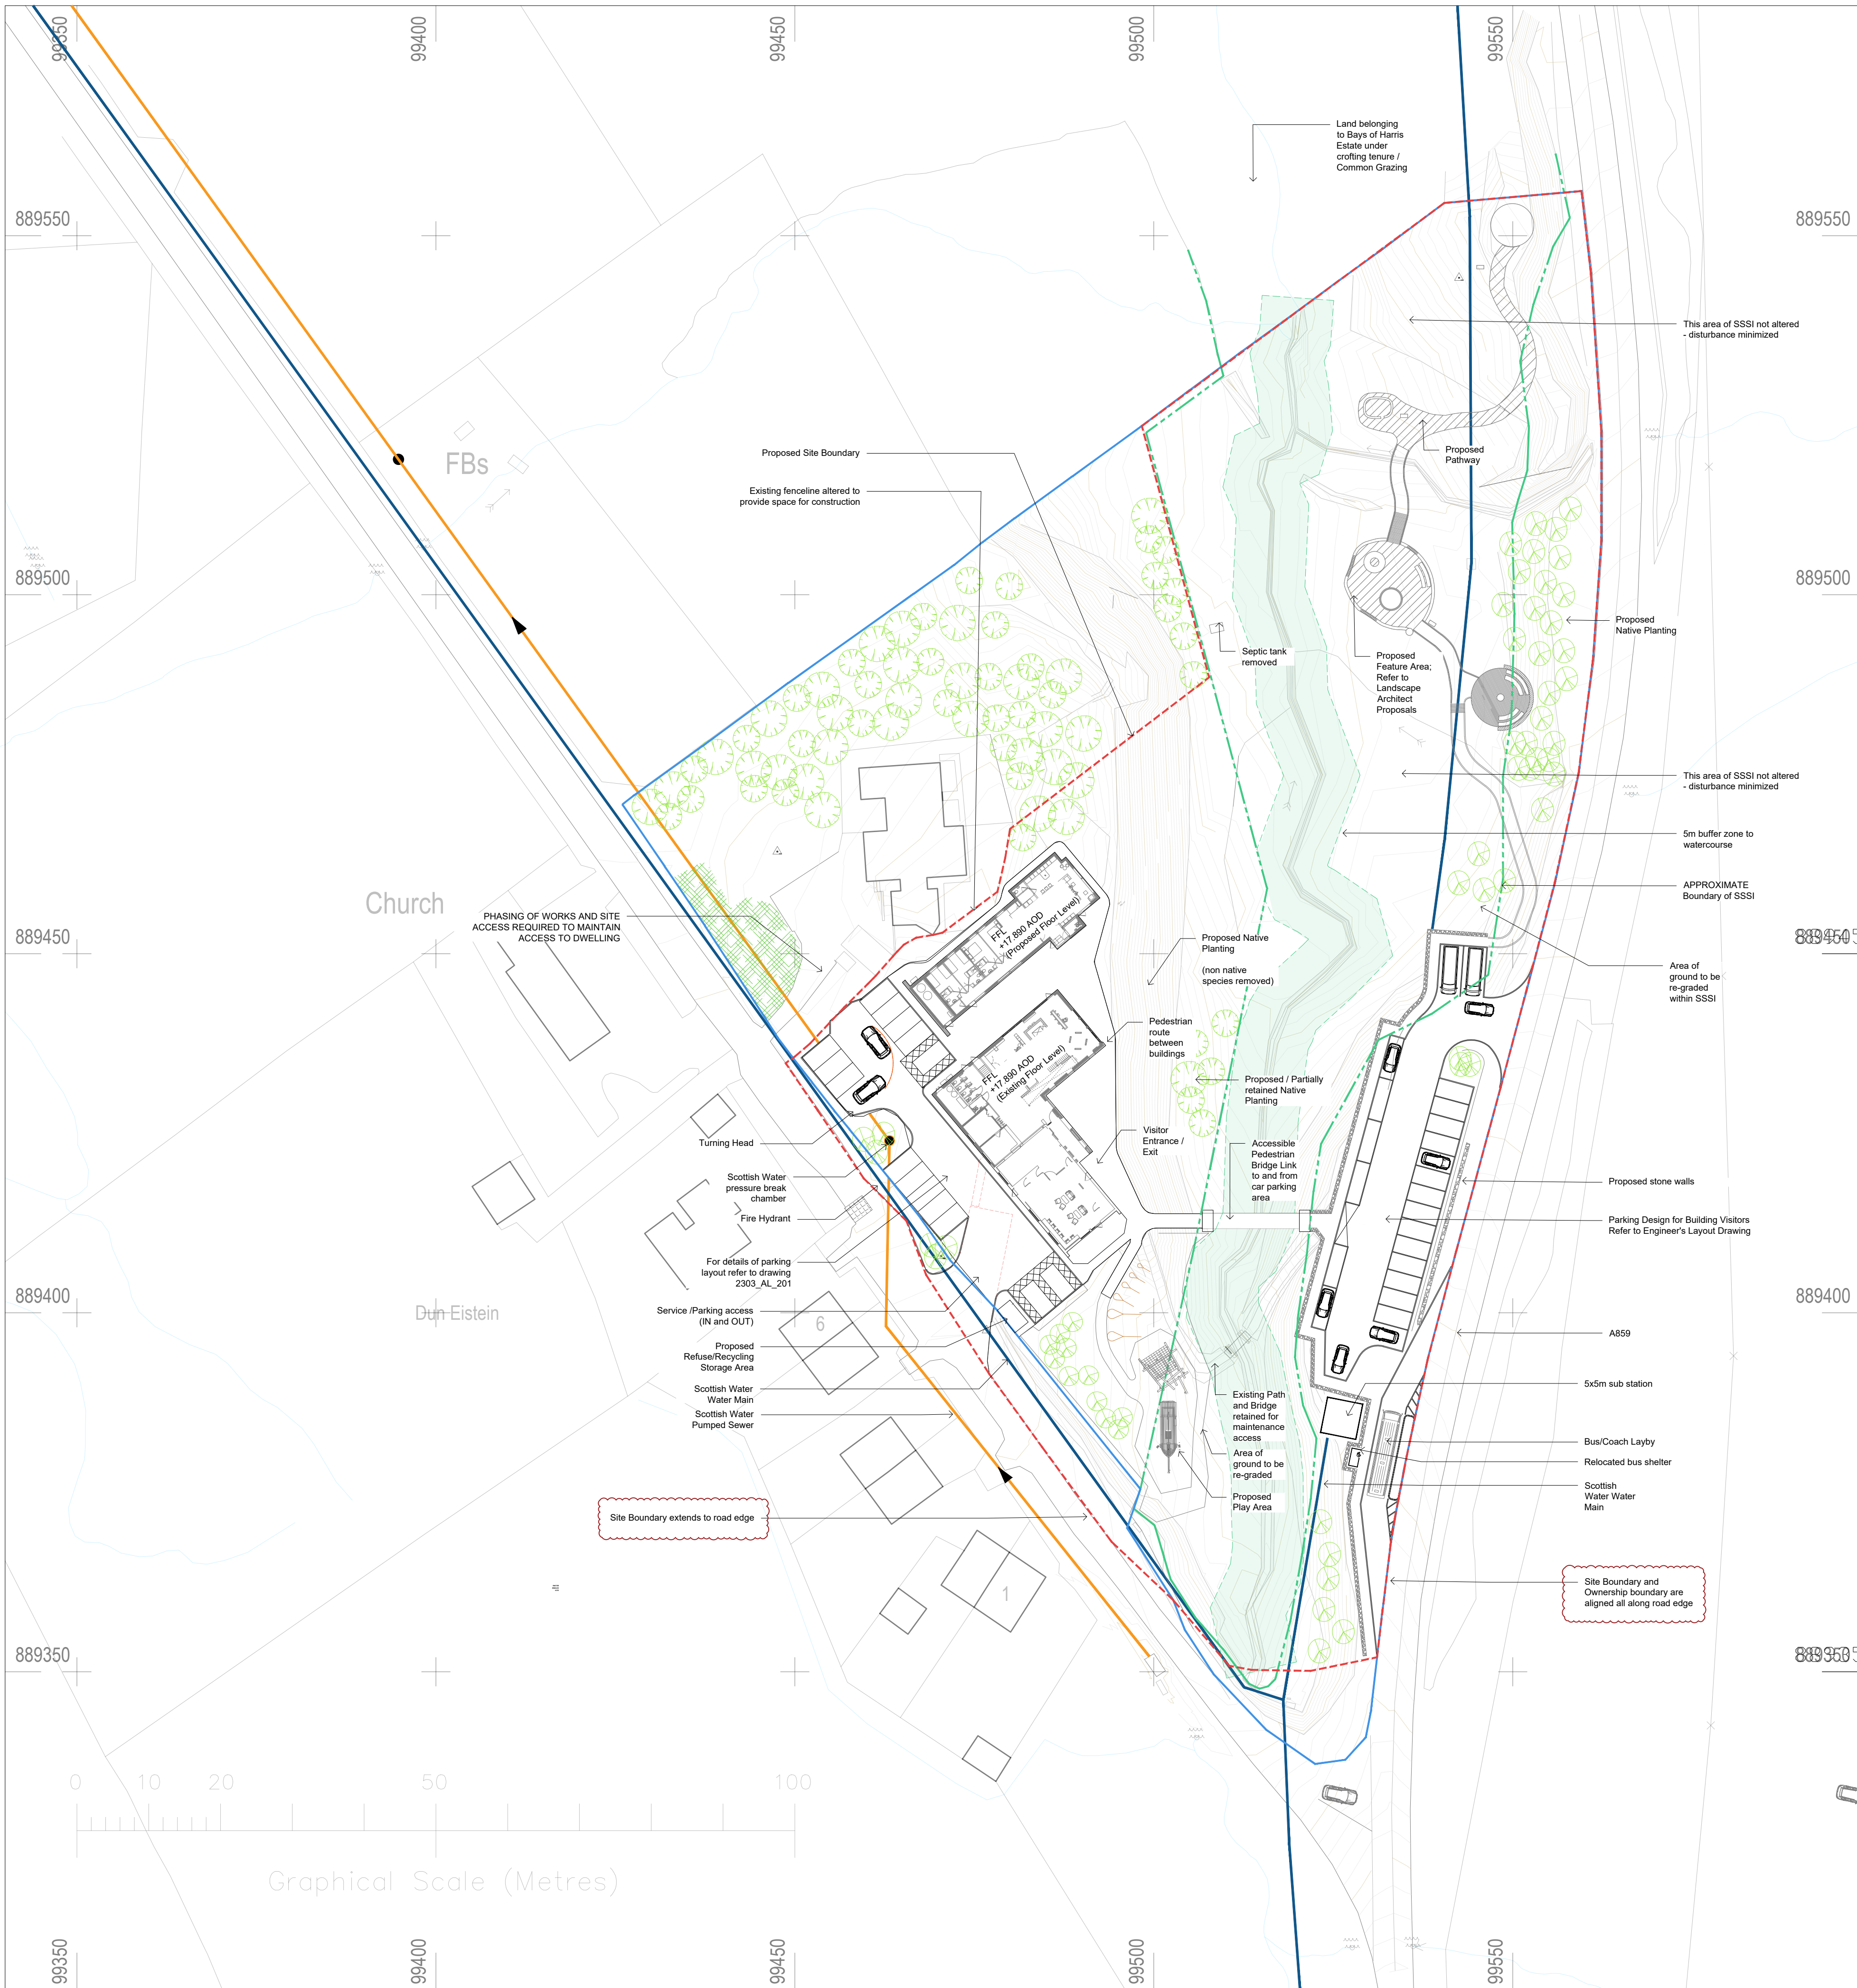 99350
99400
99450
99500
99550
Land belonging
to Bays of Harris
Estate under
crofting tenure /
Common Grazing
889550
889550
This area of SSSI not altered
- disturbance minimized
Proposed Site Boundary
Proposed
Pathway
FBs
Existing fenceline altered to
provide space for construction
889500
889500
Proposed
Native Planting
Septic tank
removed
Proposed
Feature Area;
Refer to
Landscape
Architect
Proposals
This area of SSSI not altered
- disturbance minimized
5m buffer zone to
watercourse
APPROXIMATE
Boundary of SSSI
Church
PHASING OF WORKS AND SITE
ACCESS REQUIRED TO MAINTAIN
ACCESS TO DWELLING
FFL
+17.890 AOD
(Proposed Floor Level)
889450
Proposed Native
Planting
(non native
species removed)
Area of
ground to be
re-graded
within SSSI
Pedestrian
route
between
buildings
FFL
+17.890 AOD
(Existing Floor Level)
Proposed / Partially
retained Native
Planting
Turning Head
Visitor
Entrance /
Exit
Accessible
Pedestrian
Bridge Link
to and from
car parking
area
Scottish Water
pressure break
chamber
Proposed stone walls
Fire Hydrant
Parking Design for Building Visitors
Refer to Engineer's Layout Drawing
For details of parking
layout refer to drawing
2303_AL_201
889400
889400
Dun Eistein
6
Service /Parking access
(IN and OUT)
A859
Proposed
Refuse/Recycling
Storage Area
Scottish Water
Water Main
Scottish Water
Pumped Sewer
5x5m sub station
Existing Path
and Bridge
retained for
maintenance
access
Bus/Coach Layby
Area of
ground to be
re-graded
Relocated bus shelter
Proposed
Play Area
Scottish
Water Water
Main
Site Boundary extends to road edge
1
Site Boundary and
Ownership boundary are
aligned all along road edge
889350
0 10 20 50 100
Graphical Scale (Metres)
99350
99400
99450
99500
99550